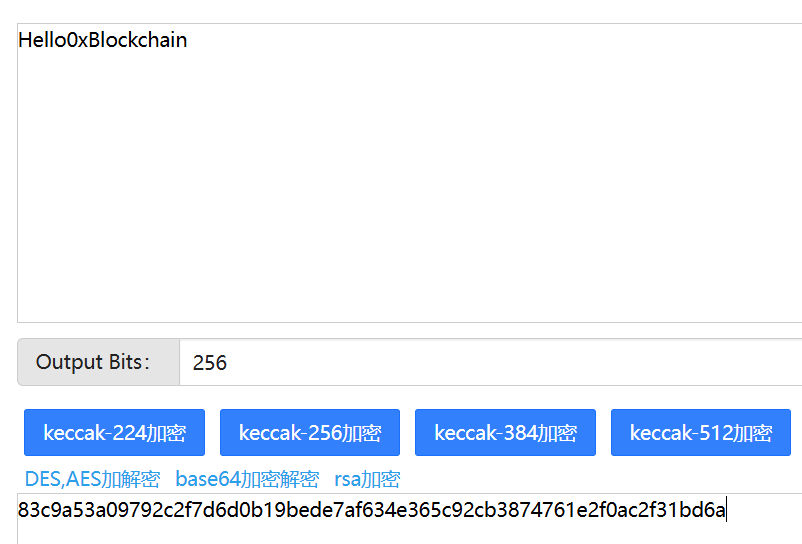 Hello0xBlockchain
Output Bits:
256
keccak-224加密 keccak-256加密 keccak-384加密 keccak-512加密
DES,AES加解密 base64加密解密 rsa加密
83c9a53a09792c2f7d6d0b19bede7af634e365c92cb3874761e2f0ac2f31bd6a